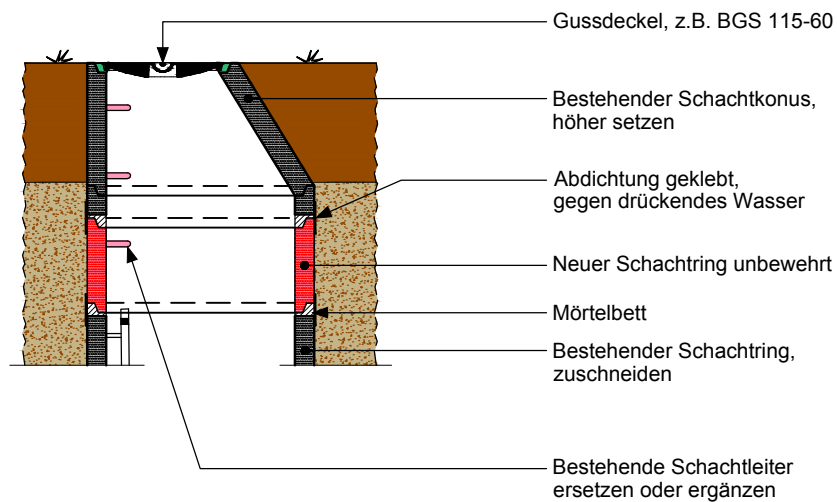 Gussdeckel, z.B. BGS 115-60
Bestehender Schachtkonus,
höher setzen
Abdichtung geklebt,
gegen drückendes Wasser
Neuer Schachtring unbewehrt
Mörtelbett
Bestehender Schachtring,
zuschneiden
Bestehende Schachtleiter
ersetzen oder ergänzen